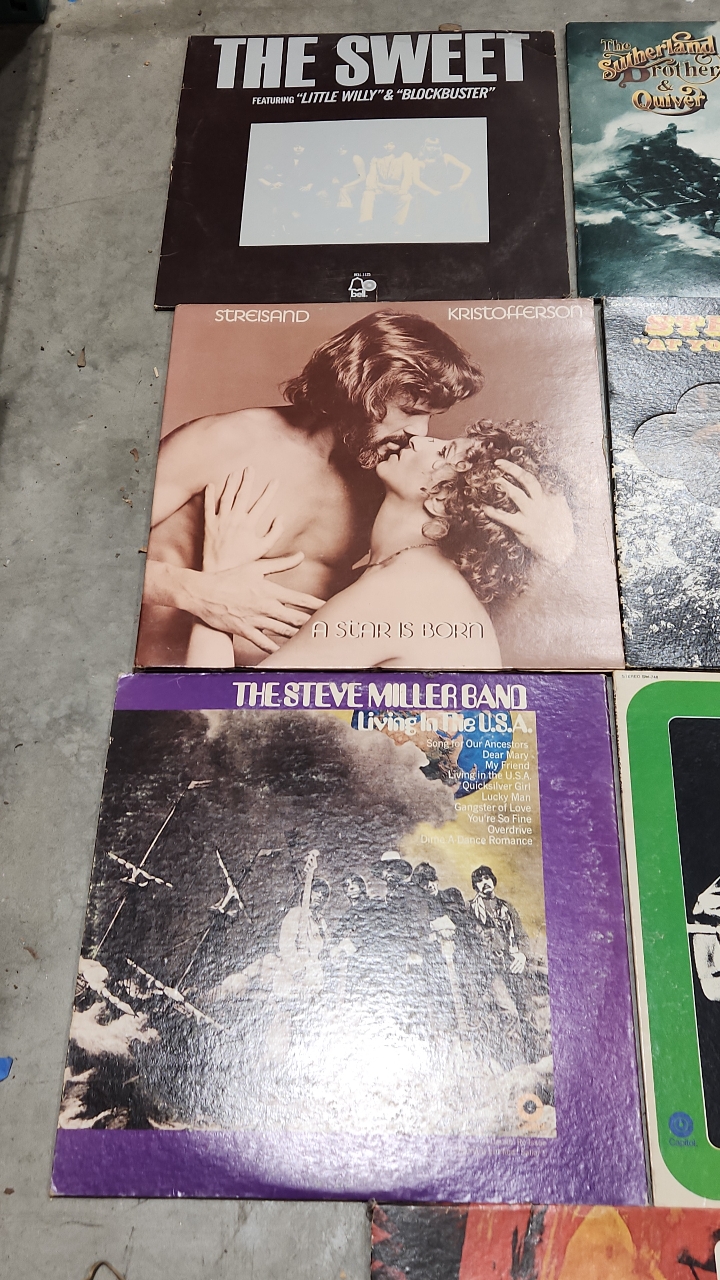 THE SWEET
FEATURING "LITTLE WILLY" & "BLOCKBUSTER"
bell.
The
Sutherland
Brother
&
Quiver
STREISAND KRISTOFFERSON
A STAR IS BORN
THE STEVE MILLER BAND
Living In The U.S.A.
Song for Our Ancestors
Dear Mary
My Friend
Living in the U.S.A
Quicksilver Girl
Lucky Man
Gangster of Love
You're So Fine
Overdrive
Dime A Dance Romance
Capitol